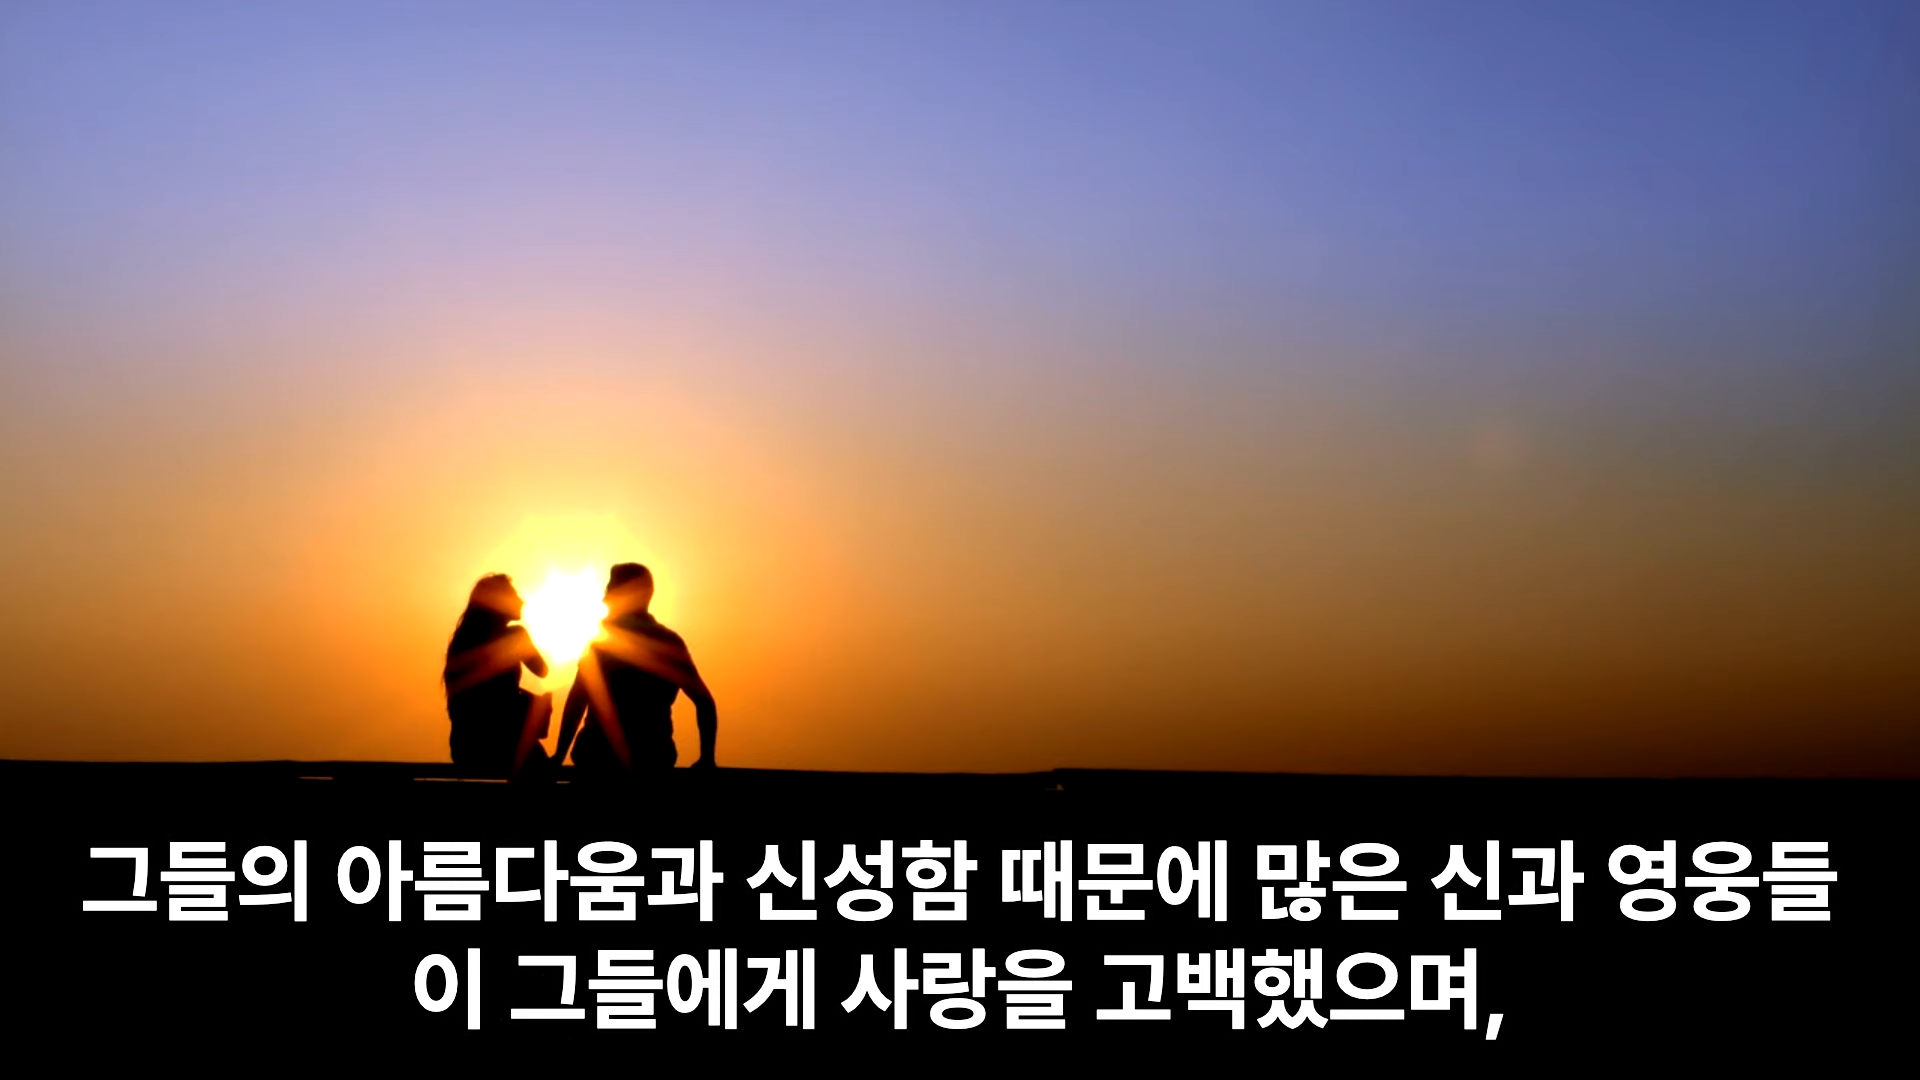 그들의 아름다움과 신성함 때문에 많은 신과 영웅들
이 그들에게 사랑을 고백했으며,